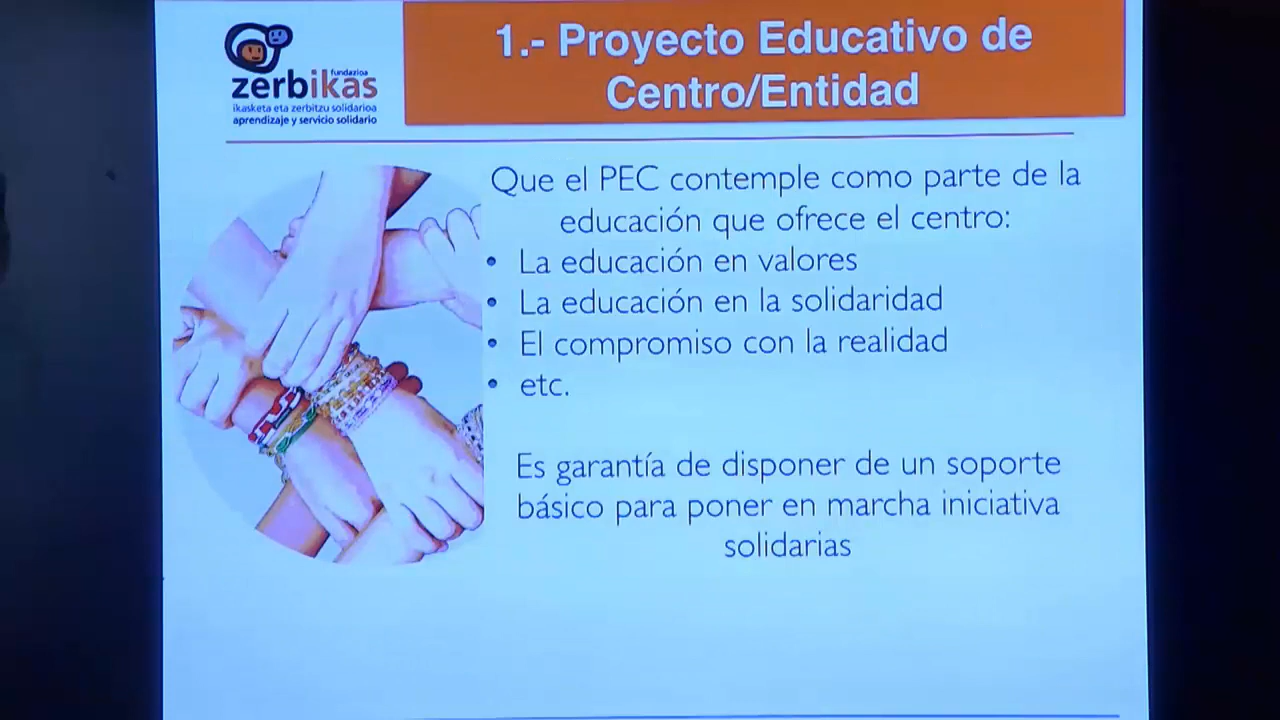 fundazioa
zerbikas
ikasketa eta zerbitzu solidarioa
aprendizaje y servicio solidario
1.- Proyecto Educativo de
Centro/Entidad
Que el PEC contemple como parte de la
educación que ofrece el centro:
• La educación en valores
• La educación en la solidaridad
• El compromiso con la realidad
• etc.
Es garantía de disponer de un soporte
básico para poner en marcha iniciativa
solidarias